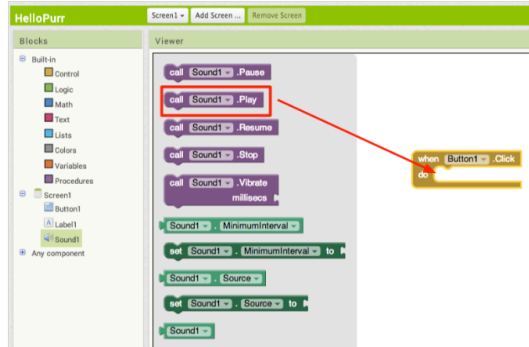 HelloPurr
Screen1 Add Screen ... Remove Screen
Blocks
Viewer
Built-in
Control
Logic
Math
Text
Lists
Colors
Variables
Procedures
Screen1
Button1
Label1
Sound1
Any component
call Sound1 .Pause
call Sound1 .Play
call Sound1 .Resume
call Sound1 .Stop
call Sound1 .Vibrate
millisecs
Sound1 . MinimumInterval
set Sound1 . MinimumInterval to
Sound1 . Source
set Sound1 . Source to
Sound1
when Button1 .Click
do